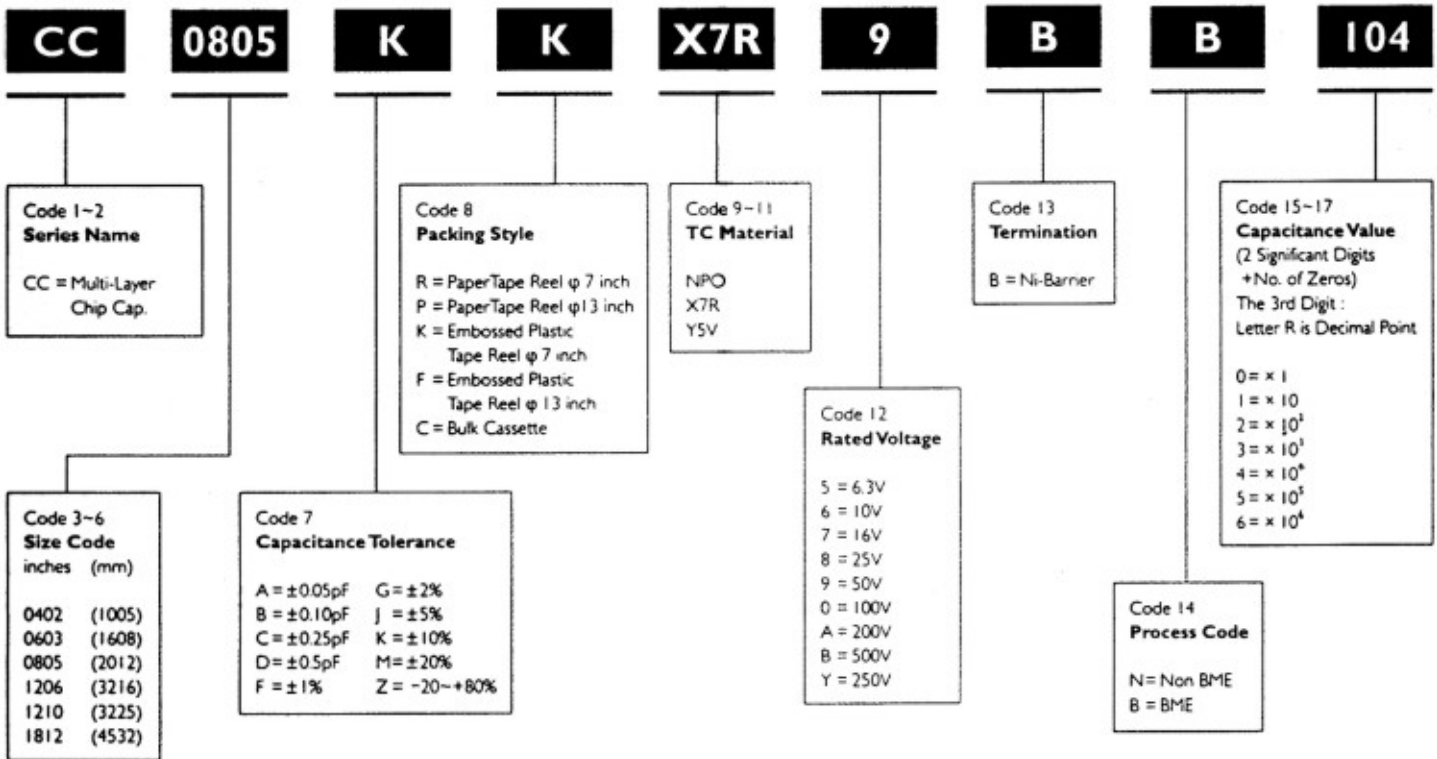 CC 0805 K K X7R 9 B B 104
Code 1~2
Series Name
CC = Multi-Layer
Chip Cap.
Code 8
Packing Style
R = PaperTape Reel φ 7 inch
P = PaperTape Reel φ13 inch
K = Embossed Plastic
Tape Reel φ 7 inch
F = Embossed Plastic
Tape Reel φ 13 inch
C = Bulk Cassette
Code 9~11
TC Material
NPO
X7R
Y5V
Code 13
Termination
B = Ni-Barner
Code 15~17
Capacitance Value
(2 Significant Digits
+No. of Zeros)
The 3rd Digit :
Letter R is Decimal Point
0 = × 1
1 = × 10
2 = × 10²
3 = × 10³
4 = × 10⁴
5 = × 10⁵
6 = × 10⁶
Code 12
Rated Voltage
5 = 6.3V
6 = 10V
7 = 16V
8 = 25V
9 = 50V
0 = 100V
A = 200V
B = 500V
Y = 250V
Code 3~6
Size Code
inches (mm)
0402 (1005)
0603 (1608)
0805 (2012)
1206 (3216)
1210 (3225)
1812 (4532)
Code 7
Capacitance Tolerance
A = ±0.05pF G = ±2%
B = ±0.10pF J = ±5%
C = ±0.25pF K = ±10%
D = ±0.5pF M = ±20%
F = ±1% Z = -20~+80%
Code 14
Process Code
N = Non BME
B = BME